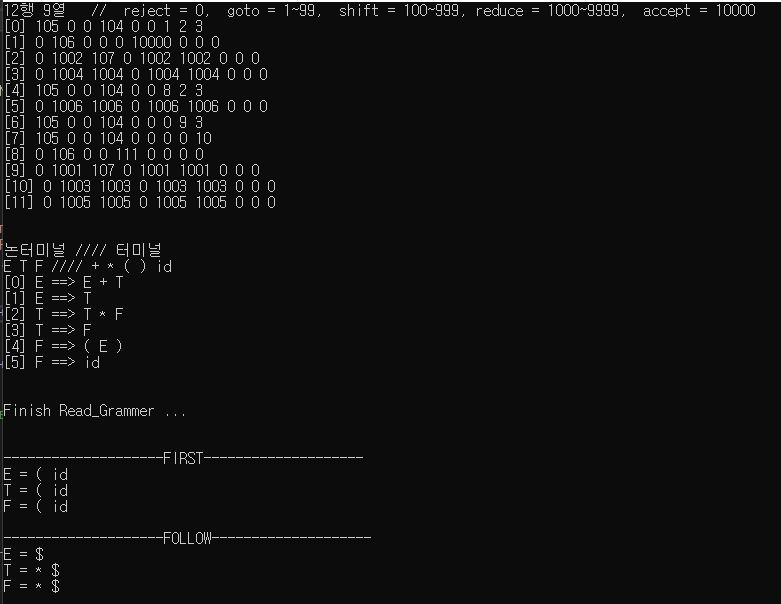 12행 9열 // reject = 0, goto = 1~99, shift = 100~999, reduce = 1000~9999, accept = 10000
[0] 105 0 0 104 0 0 1 2 3
[1] 0 106 0 0 0 10000 0 0 0
[2] 0 1002 107 0 1002 1002 0 0 0
[3] 0 1004 1004 0 1004 1004 0 0 0
[4] 105 0 0 104 0 0 8 2 3
[5] 0 1006 1006 0 1006 1006 0 0 0
[6] 105 0 0 104 0 0 0 9 3
[7] 105 0 0 104 0 0 0 0 10
[8] 0 106 0 0 111 0 0 0 0
[9] 0 1001 107 0 1001 1001 0 0 0
[10] 0 1003 1003 0 1003 1003 0 0 0
[11] 0 1005 1005 0 1005 1005 0 0 0
논터미널 //// 터미널
E T F //// + * ( ) id
[0] E ==> E + T
[1] E ==> T
[2] T ==> T * F
[3] T ==> F
[4] F ==> ( E )
[5] F ==> id
Finish Read_Grammer ...
--------------------FIRST--------------------
E = ( id
T = ( id
F = ( id
--------------------FOLLOW--------------------
E = $
T = * $
F = * $